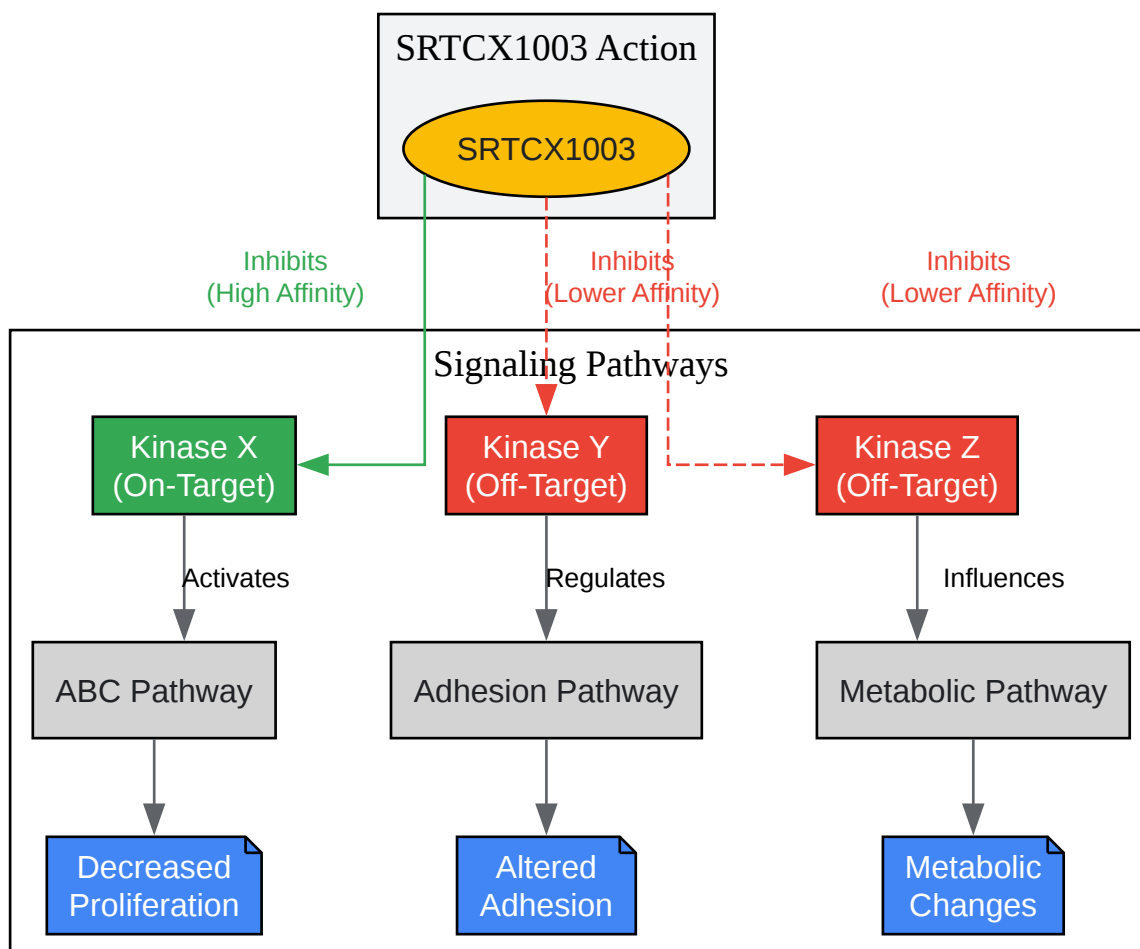 SRTCX1003 Action
SRTCX1003
Inhibits
(High Affinity)
Inhibits
(Lower Affinity)
Inhibits
(Lower Affinity)
Signaling Pathways
Kinase X
(On-Target)
Kinase Y
(Off-Target)
Kinase Z
(Off-Target)
Activates
Regulates
Influences
ABC Pathway
Adhesion Pathway
Metabolic Pathway
Decreased
Proliferation
Altered
Adhesion
Metabolic
Changes